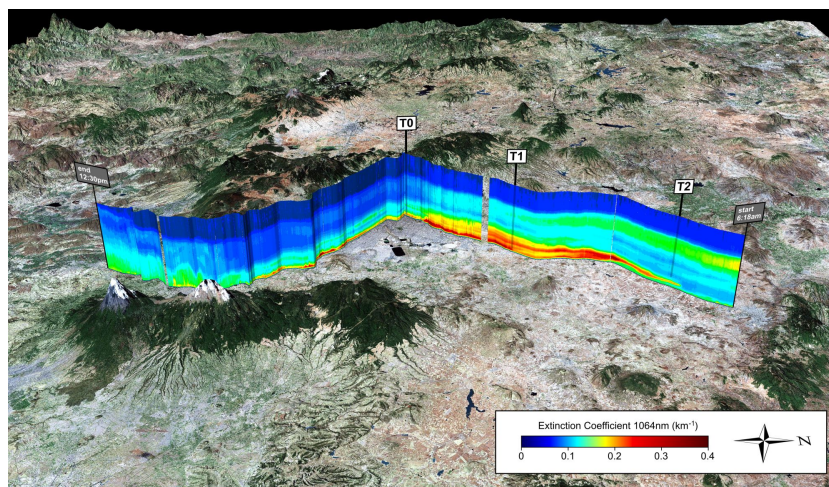 T0
T1
T2
end
12:30pm
start
6:18am
Extinction Coefficient 1064nm (km⁻¹)
0 0.1 0.2 0.3 0.4
N